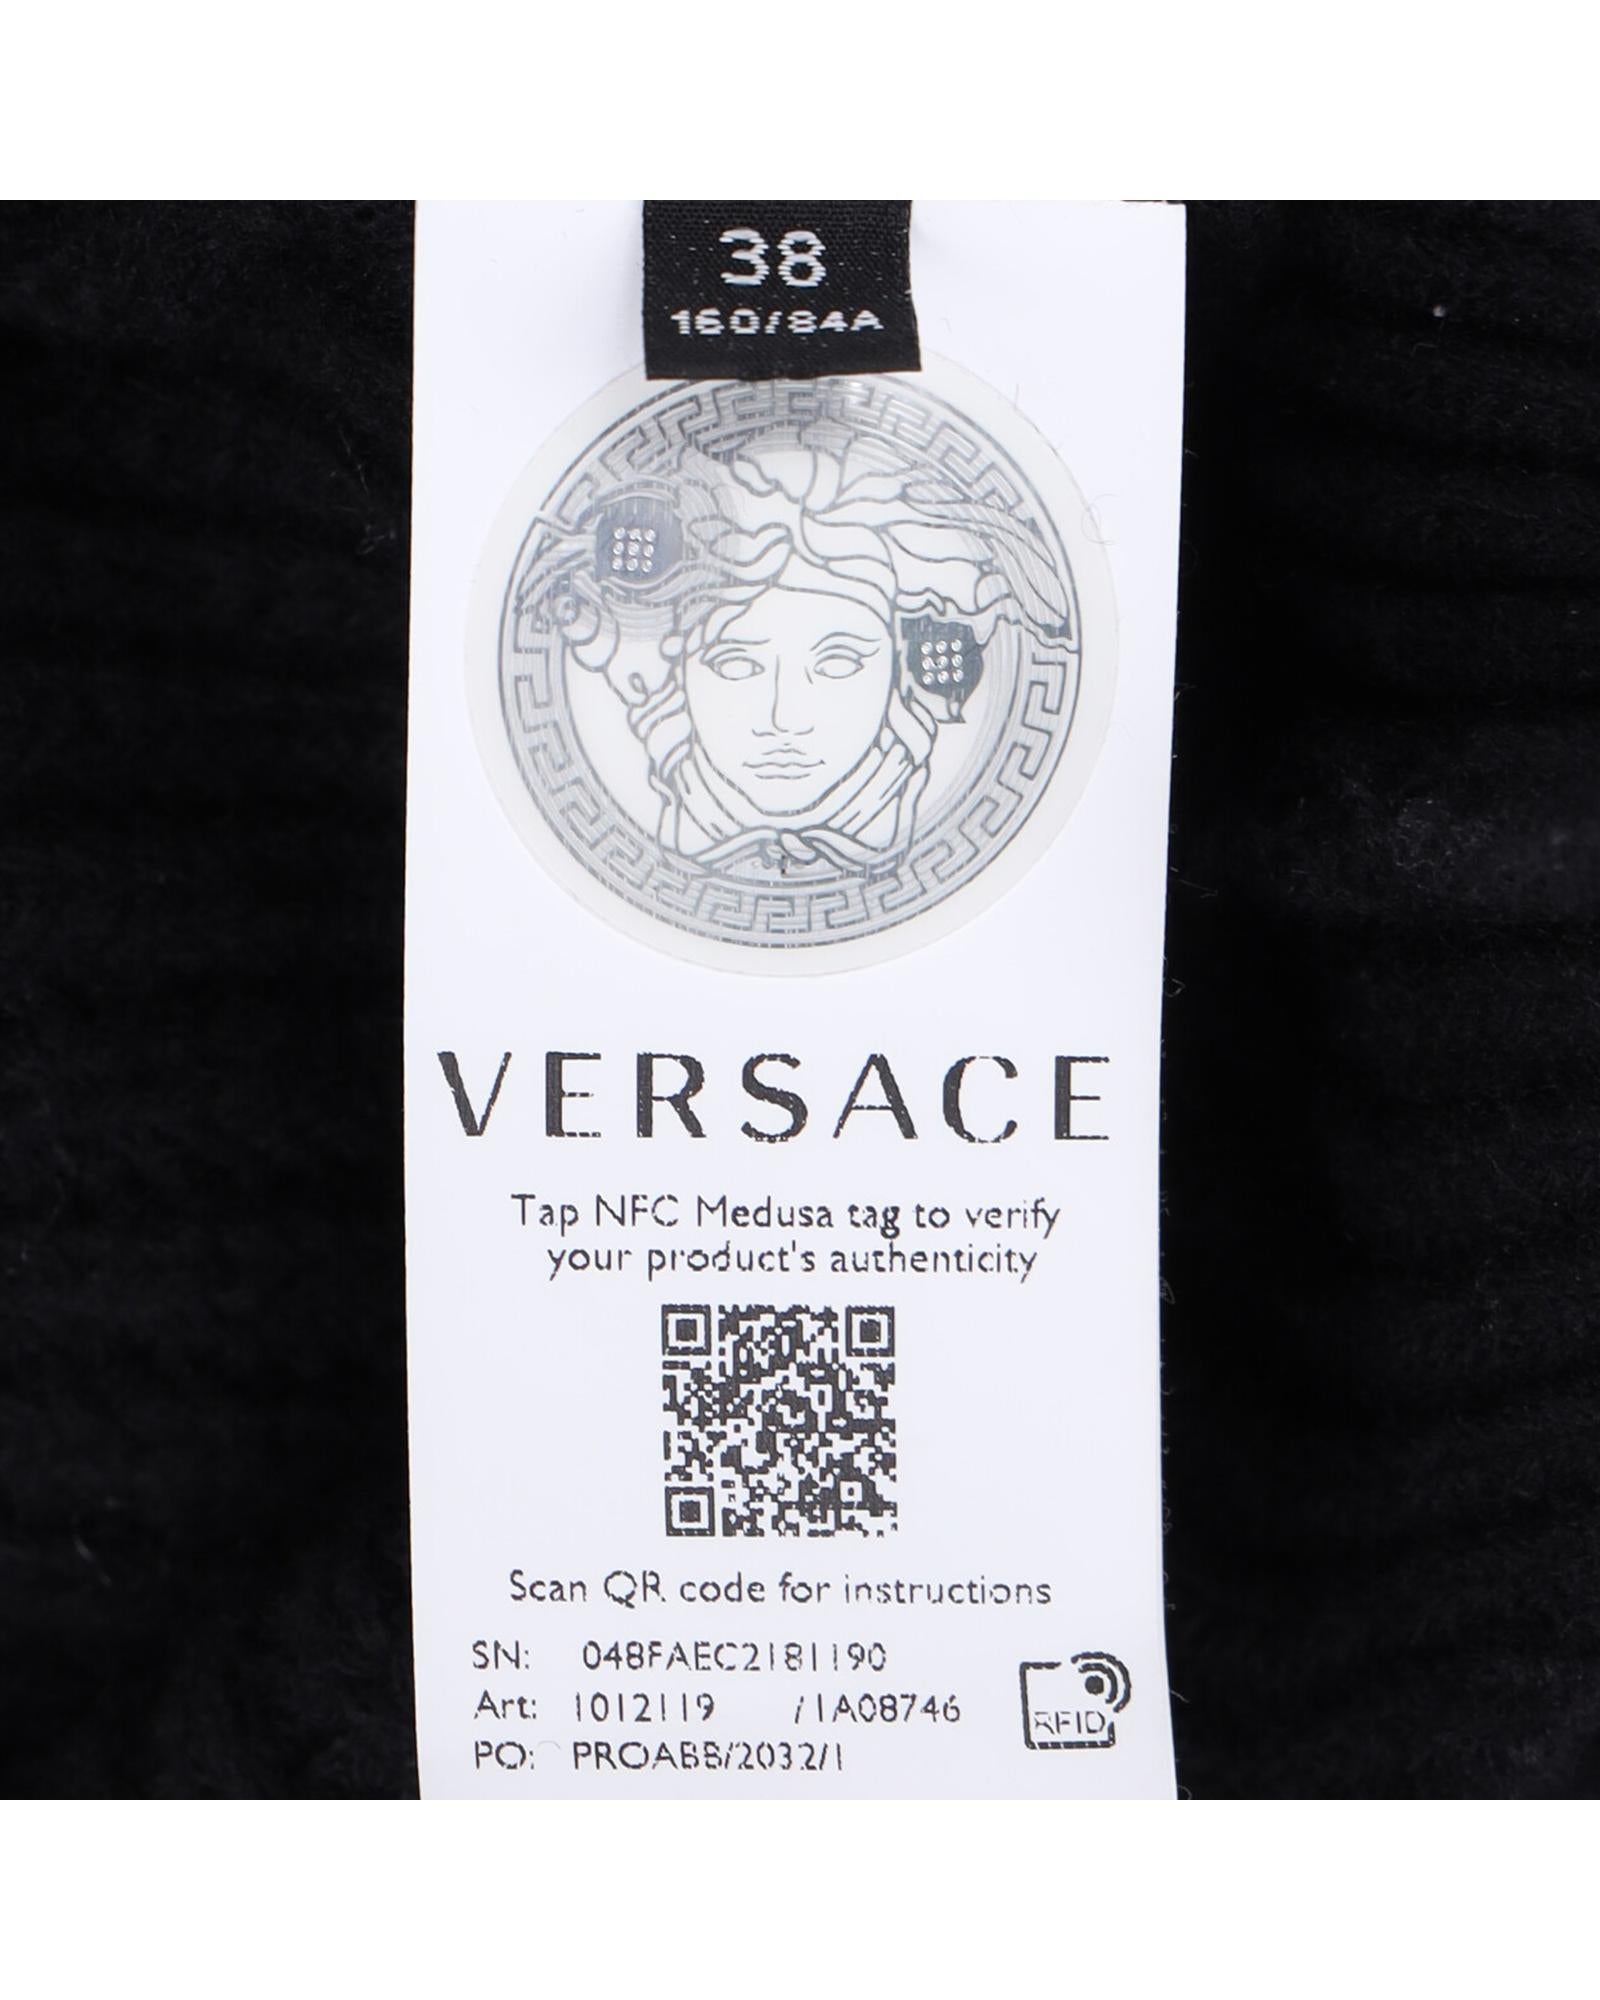 38
160/84A
VERSACE
Tap NFC Medusa tag to verify
your product's authenticity
Scan QR code for instructions
SN: 048FAEC2181190
Art: 1012119 /1A08746
PO: PROABB/2032/1
RFID